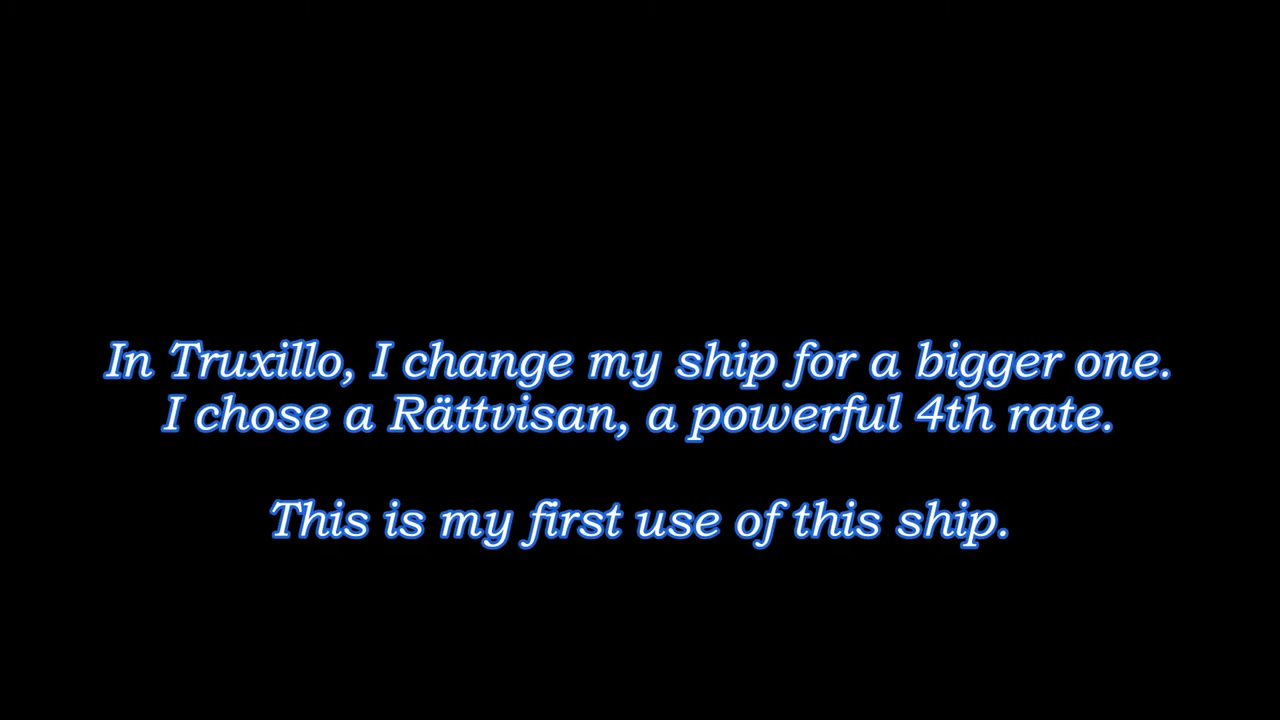 In Truxillo, I change my ship for a bigger one.
I chose a Rättvisan, a powerful 4th rate.
This is my first use of this ship.